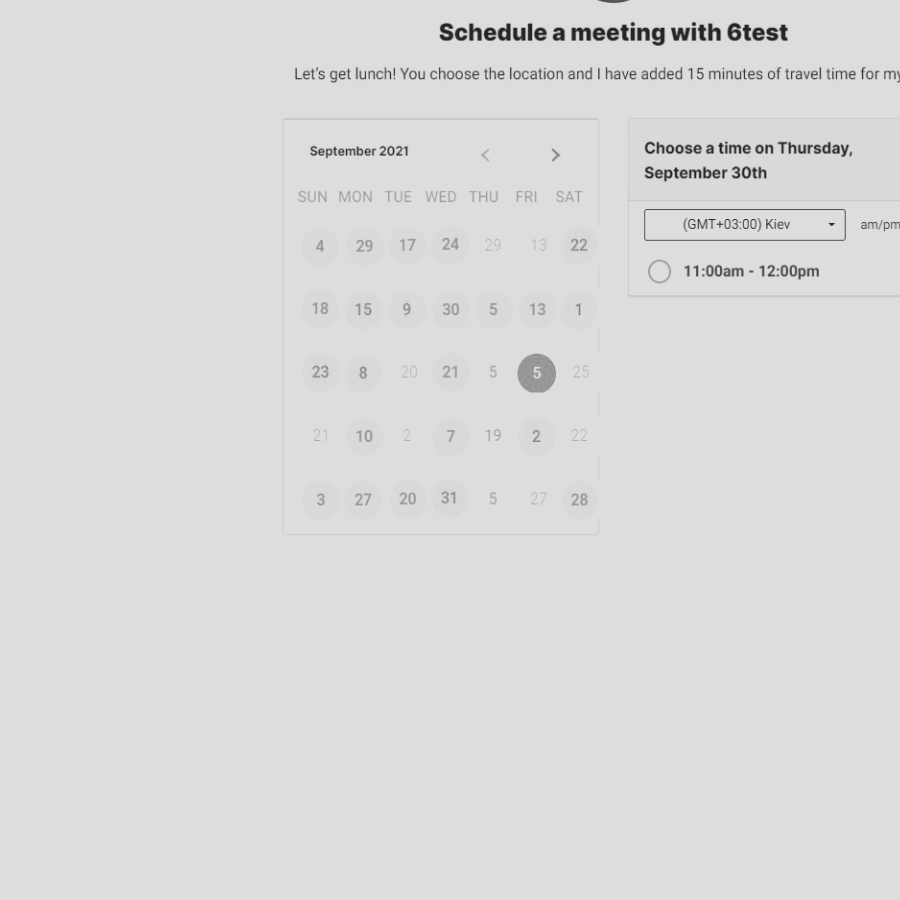 Schedule a meeting with 6test
Let's get lunch! You choose the location and I have added 15 minutes of travel time for my
September 2021
SUN MON TUE WED THU FRI SAT
4 29 17 24 29 13 22
18 15 9 30 5 13 1
23 8 20 21 5 5 25
21 10 2 7 19 2 22
3 27 20 31 5 27 28
Choose a time on Thursday,
September 30th
(GMT+03:00) Kiev am/pm
11:00am - 12:00pm